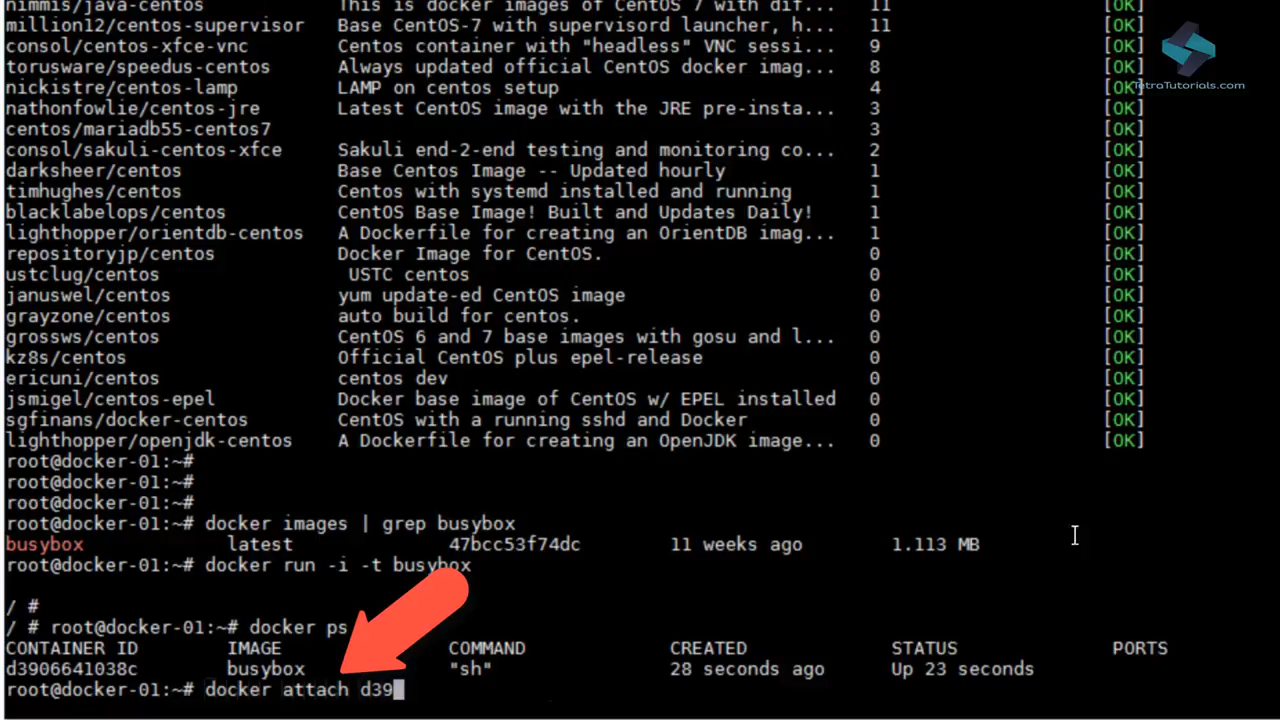 nimmis/java-centos This is docker images of CentOS 7 with dif... 11 [OK]
million12/centos-supervisor Base CentOS-7 with supervisord launcher, h... 11 [OK]
consol/centos-xfce-vnc Centos container with "headless" VNC sessi... 9 [OK]
torusware/speedus-centos Always updated official CentOS docker imag... 8 [OK]
nickistre/centos-lamp LAMP on centos setup 4 [OK]
TetraTutorials.com
nathonfowlie/centos-jre Latest CentOS image with the JRE pre-insta... 3 [OK]
centos/mariadb55-centos7 3 [OK]
consol/sakuli-centos-xfce Sakuli end-2-end testing and monitoring co... 2 [OK]
darksheer/centos Base Centos Image -- Updated hourly 1 [OK]
timhughes/centos Centos with systemd installed and running 1 [OK]
blacklabelops/centos CentOS Base Image! Built and Updates Daily! 1 [OK]
lighthopper/orientdb-centos A Dockerfile for creating an OrientDB imag... 1 [OK]
repositoryjp/centos Docker Image for CentOS. 0 [OK]
ustclug/centos USTC centos 0 [OK]
januswel/centos yum update-ed CentOS image 0 [OK]
grayzone/centos auto build for centos. 0 [OK]
grossws/centos CentOS 6 and 7 base images with gosu and l... 0 [OK]
kz8s/centos Official CentOS plus epel-release 0 [OK]
ericuni/centos centos dev 0 [OK]
jsmigel/centos-epel Docker base image of CentOS w/ EPEL installed 0 [OK]
sgfinans/docker-centos CentOS with a running sshd and Docker 0 [OK]
lighthopper/openjdk-centos A Dockerfile for creating an OpenJDK image... 0 [OK]
root@docker-01:~#
root@docker-01:~#
root@docker-01:~#
root@docker-01:~# docker images | grep busybox
busybox latest 47bcc53f74dc 11 weeks ago 1.113 MB
root@docker-01:~# docker run -i -t busybox
/ #
/ # root@docker-01:~# docker ps
CONTAINER ID IMAGE COMMAND CREATED STATUS PORTS
d3906641038c busybox "sh" 28 seconds ago Up 23 seconds
root@docker-01:~# docker attach d39